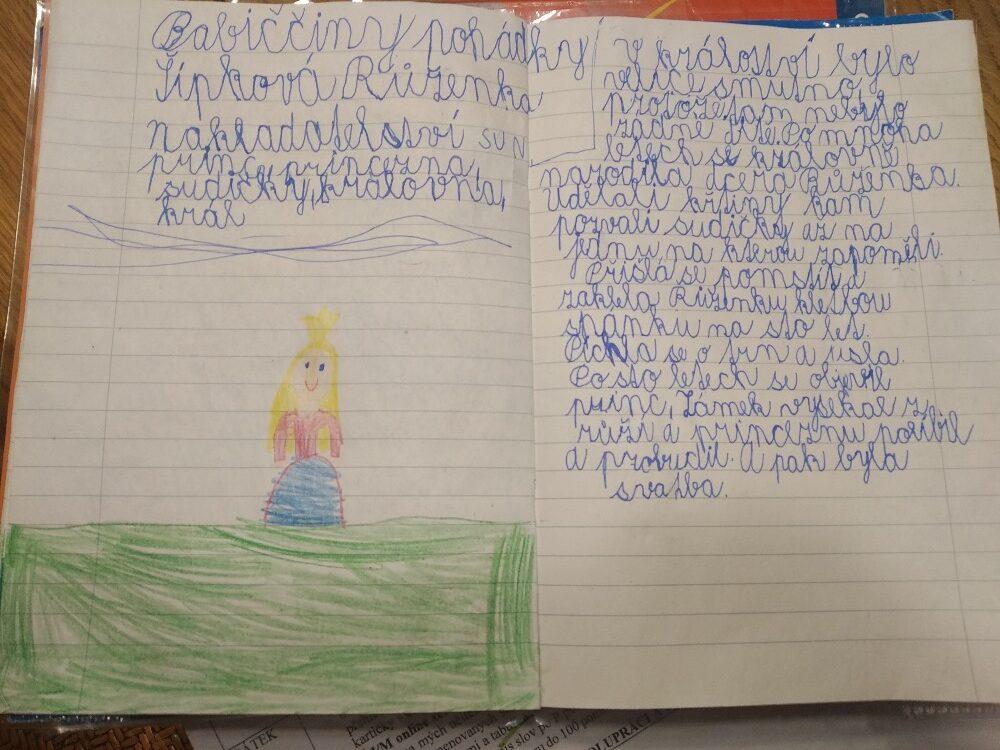 Babiččiny pohádky
Šípková Růženka
nakladatelství SUN
princ, princezna,
sudičky, královna,
král
V království bylo
velice smutno,
protože tam nebylo
žádné dítě. Po mnoha
letech se královně
narodila dcera Růženka.
Udělali křtiny kam
pozvali sudičky až na
jednu, na kterou zapoměli.
Přišla se pomstít a
zaklela Růženku kletbou
spánku na sto let.
Píchla se o trn a usla.
Po sto letech se objevil
princ, Zámek vysekal z
růží a princeznu políbil
a probudil. A pak byla
svatba.
ÁTEK